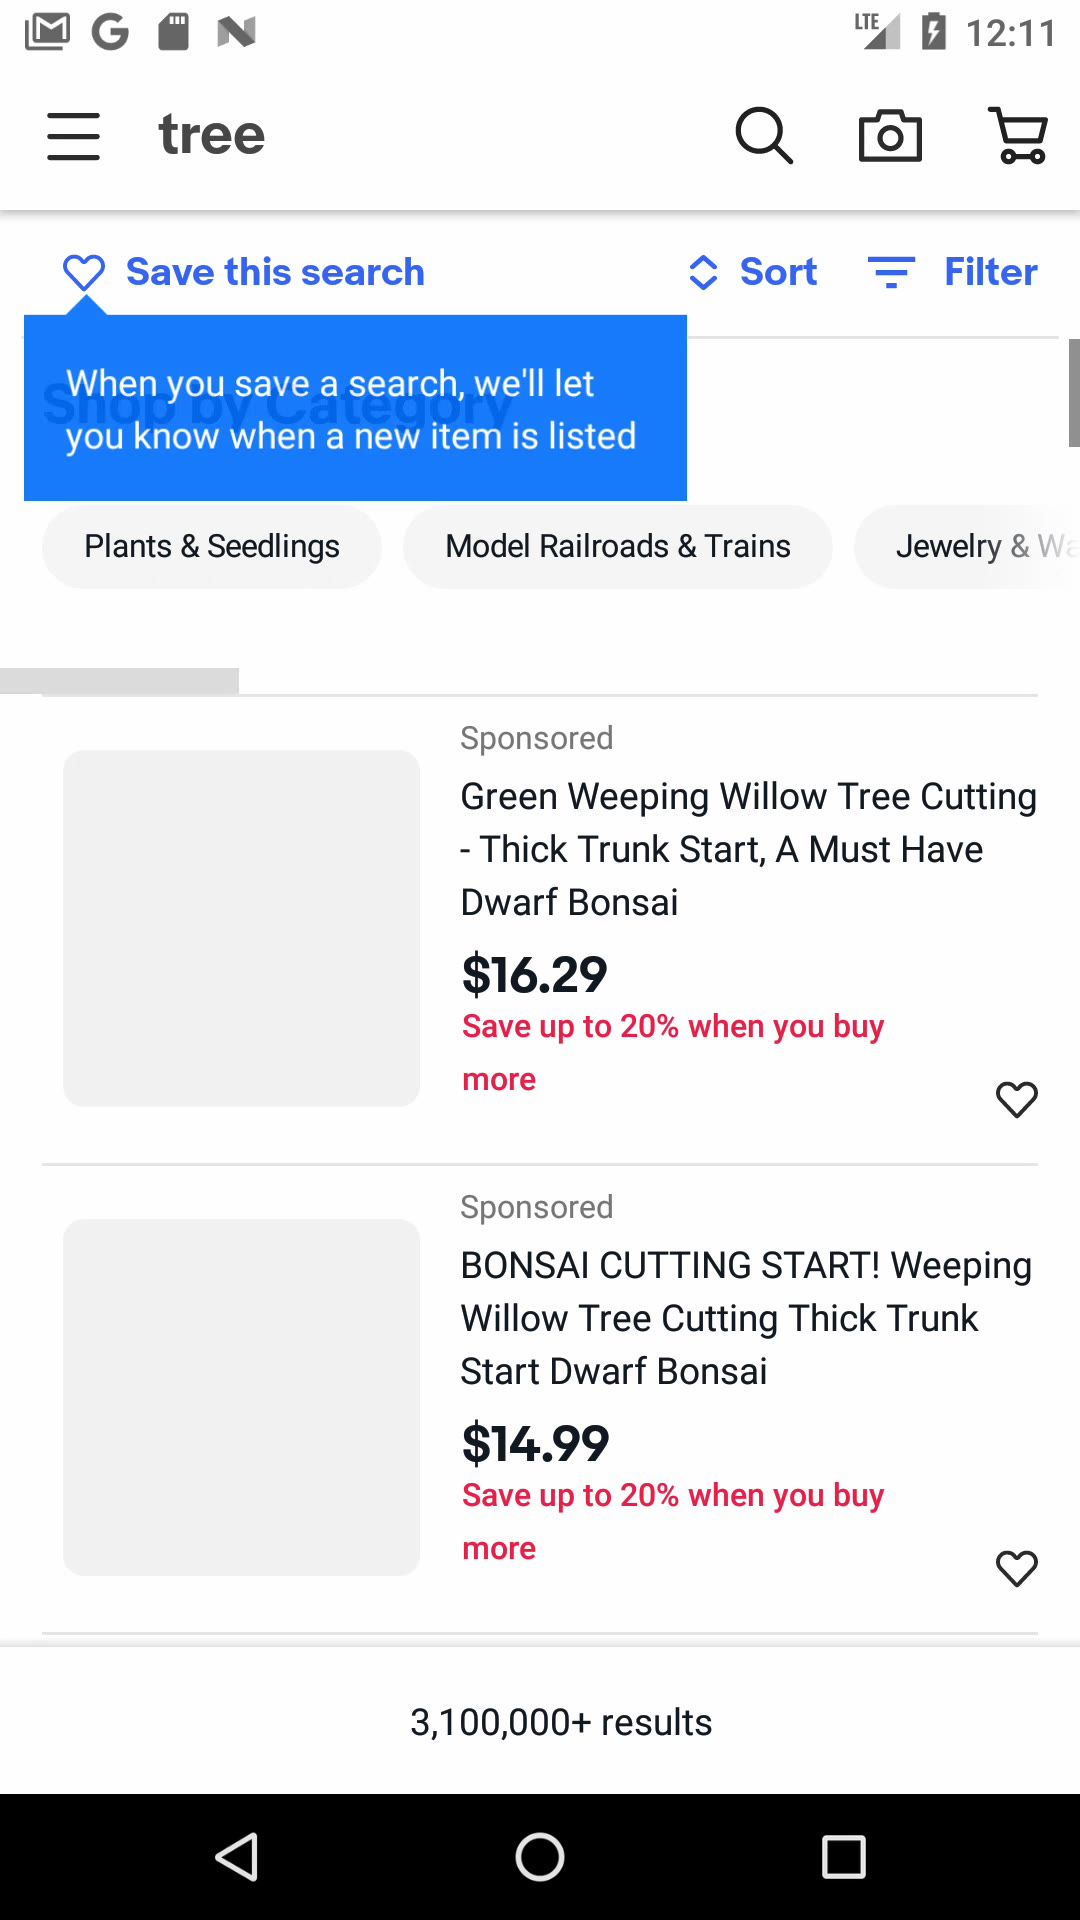 LTE 12:11
tree
Save this search
Sort
Filter
When you save a search, we'll let
you know when a new item is listed
Shop by Category
Plants & Seedlings
Model Railroads & Trains
Jewelry & Wa
Sponsored
Green Weeping Willow Tree Cutting
- Thick Trunk Start, A Must Have
Dwarf Bonsai
$16.29
Save up to 20% when you buy
more
Sponsored
BONSAI CUTTING START! Weeping
Willow Tree Cutting Thick Trunk
Start Dwarf Bonsai
$14.99
Save up to 20% when you buy
more
3,100,000+ results